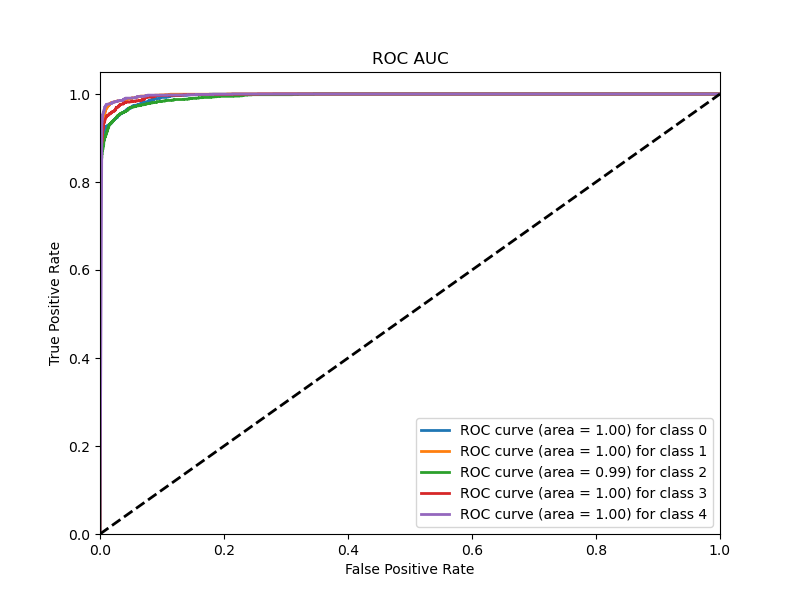 ROC AUC
1.0
0.8
0.6
0.4
0.2
0.0
True Positive Rate
ROC curve (area = 1.00) for class 0
ROC curve (area = 1.00) for class 1
ROC curve (area = 0.99) for class 2
ROC curve (area = 1.00) for class 3
ROC curve (area = 1.00) for class 4
0.0 0.2 0.4 0.6 0.8 1.0
False Positive Rate